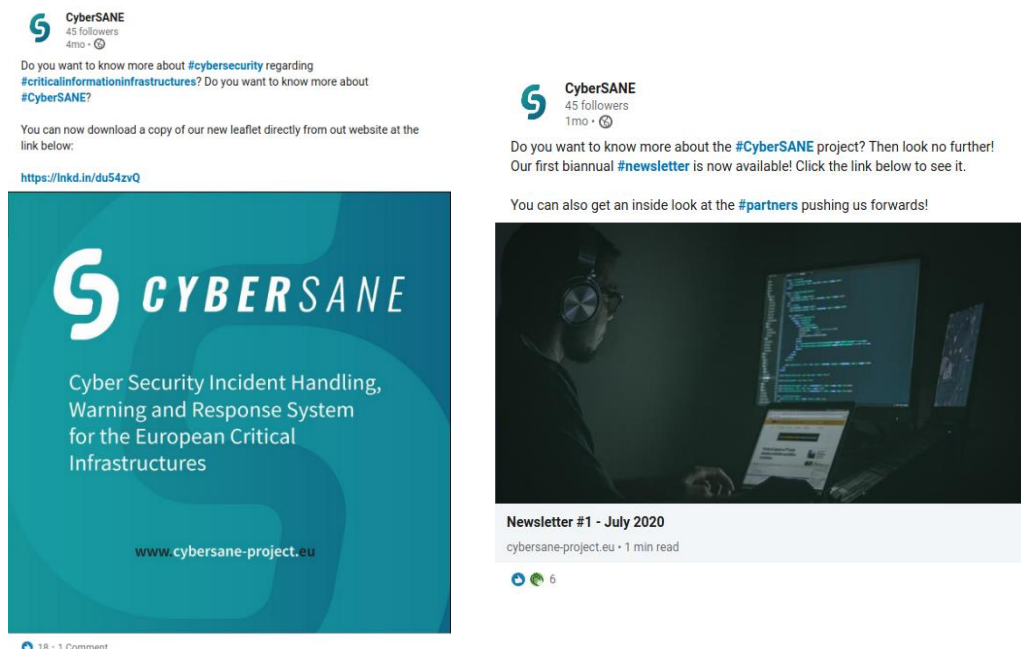 CyberSANE
45 followers
4mo •
Do you want to know more about #cybersecurity regarding
#criticalinformationinfrastructures? Do you want to know more about
#CyberSANE?
You can now download a copy of our new leaflet directly from out website at the
link below:
https://lnkd.in/du54zvQ
CYBERSANE
Cyber Security Incident Handling,
Warning and Response System
for the European Critical
Infrastructures
www.cybersane-project.eu
18 · 1 Comment
CyberSANE
45 followers
1mo •
Do you want to know more about the #CyberSANE project? Then look no further!
Our first biannual #newsletter is now available! Click the link below to see it.
You can also get an inside look at the #partners pushing us forwards!
Newsletter #1 - July 2020
cybersane-project.eu • 1 min read
6